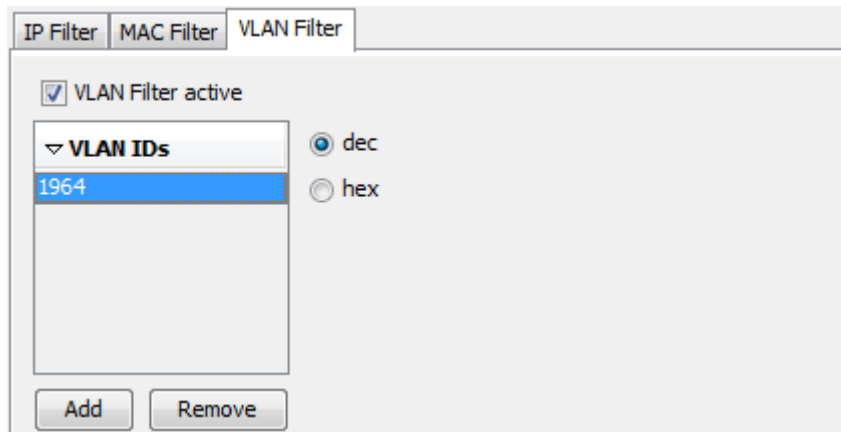 IP Filter MAC Filter VLAN Filter
VLAN Filter active
VLAN IDs
dec
1964
hex
Add Remove